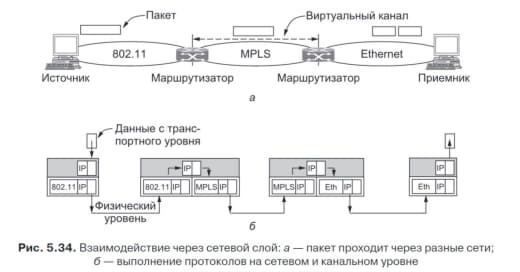 Пакет
Виртуальный канал
802.11
MPLS
Ethernet
Источник
Маршрутизатор
Маршрутизатор
Приемник
а
Данные с транс-
портного уровня
IP
IP
IP
IP
802.11 IP
802.11 IP
MPLS IP
MPLS IP
Eth IP
Eth IP
Физический
уровень
б
Рис. 5.34. Взаимодействие через сетевой слой: а — пакет проходит через разные сети;
б — выполнение протоколов на сетевом и канальном уровне